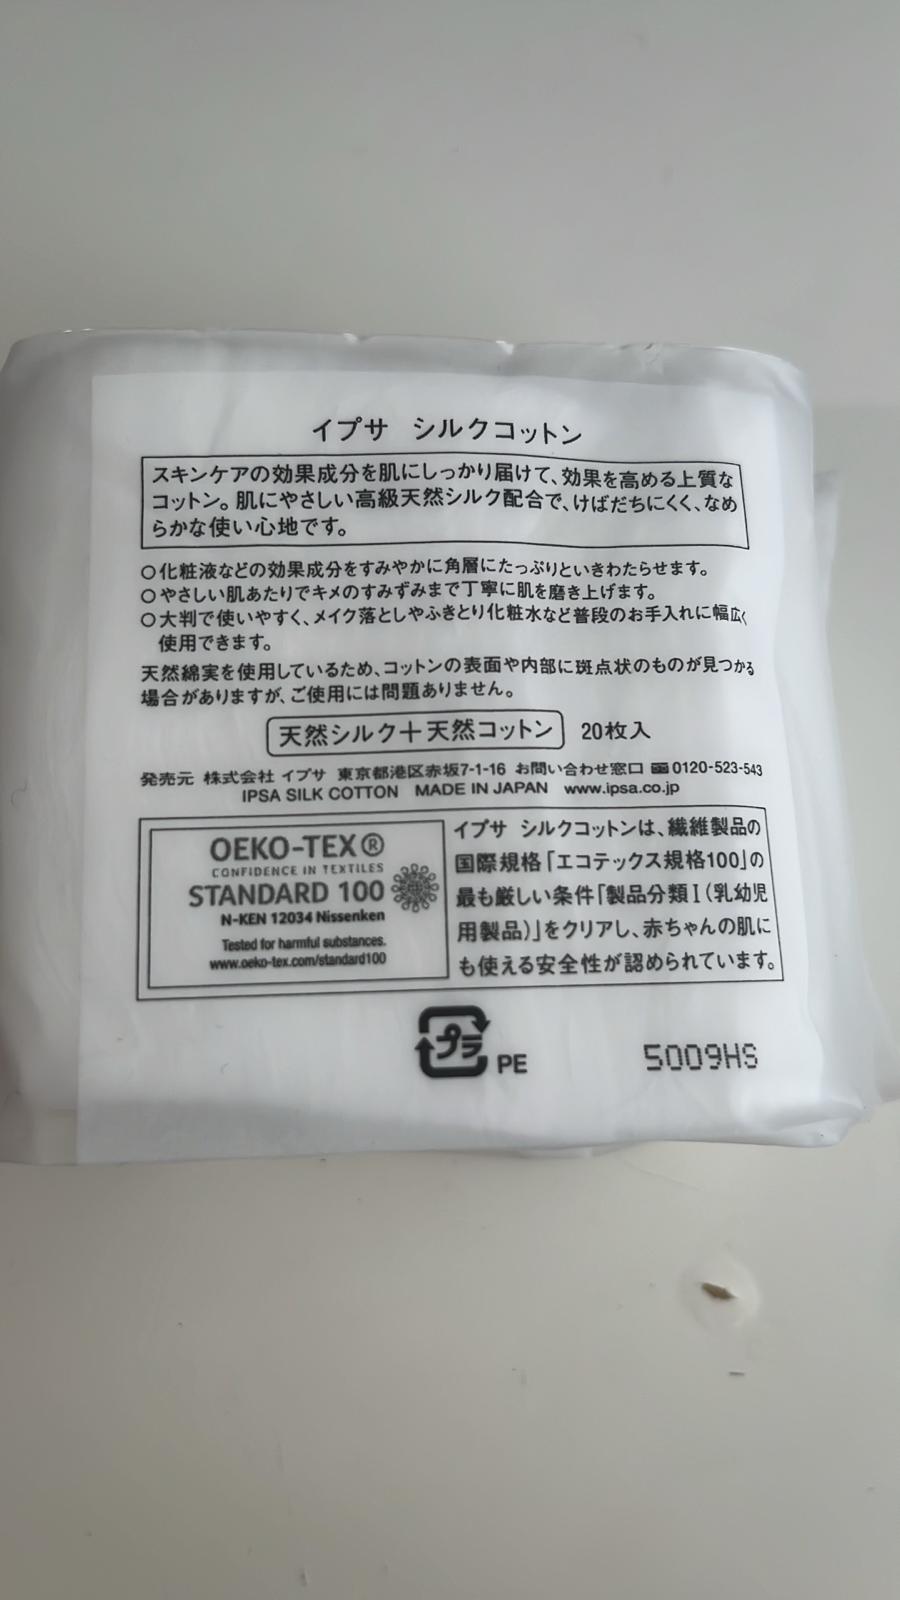 イプサ シルクコットン
スキンケアの効果成分を肌にしっかり届けて、効果を高める上質な
コットン。肌にやさしい高級天然シルク配合で、けばだちにくく、なめ
らかな使い心地です。
○化粧液などの効果成分をすみやかに角層にたっぷりといきわたらせます。
○やさしい肌あたりでキメのすみずみまで丁寧に肌を磨き上げます。
○大判で使いやすく、メイク落としやふきとり化粧水など普段のお手入れに幅広く
使用できます。
天然綿実を使用しているため、コットンの表面や内部に斑点状のものが見つかる
場合がありますが、ご使用には問題ありません。
天然シルク+天然コットン 20枚入
発売元 株式会社 イプサ 東京都港区赤坂7-1-16 お問い合わせ窓口 0120-523-543
IPSA SILK COTTON MADE IN JAPAN www.ipsa.co.jp
OEKO-TEX®
CONFIDENCE IN TEXTILES
STANDARD 100
N-KEN 12034 Nissenken
Tested for harmful substances.
www.oeko-tex.com/standard100
イプサ シルクコットンは、繊維製品の
国際規格「エコテックス規格100」の
最も厳しい条件「製品分類Ⅰ(乳幼児
用製品)」をクリアし、赤ちゃんの肌に
も使える安全性が認められています。
プラ PE
5009HS